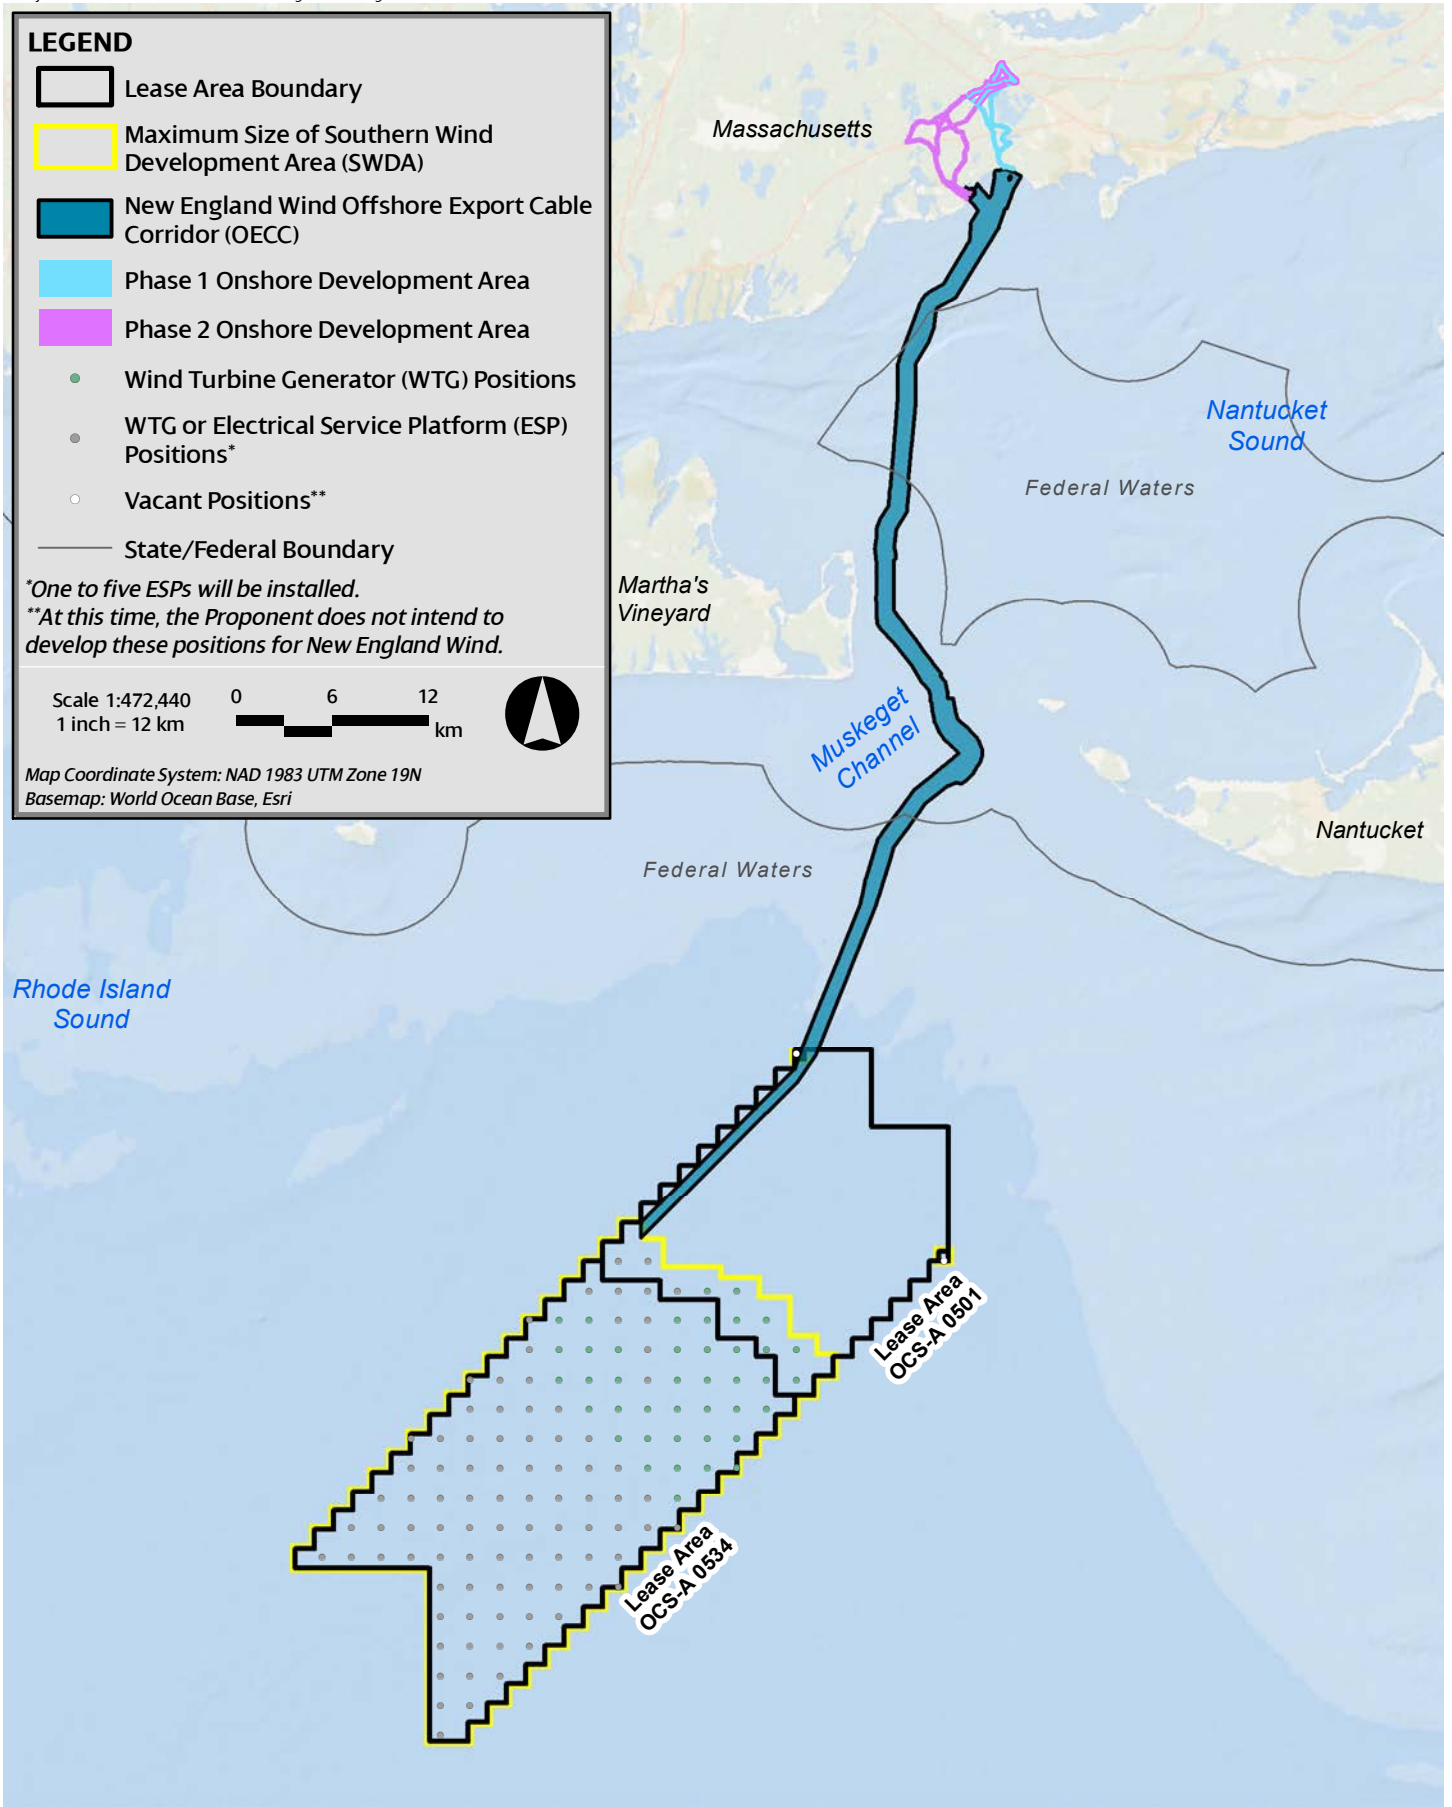 LEGEND
Lease Area Boundary
Maximum Size of Southern Wind
Development Area (SWDA)
New England Wind Offshore Export Cable
Corridor (OECC)
Phase 1 Onshore Development Area
Phase 2 Onshore Development Area
Wind Turbine Generator (WTG) Positions
WTG or Electrical Service Platform (ESP)
Positions*
Vacant Positions**
State/Federal Boundary
*One to five ESPs will be installed.
**At this time, the Proponent does not intend to
develop these positions for New England Wind.
Scale 1:472,440
1 inch = 12 km
0 6 12
km
Map Coordinate System: NAD 1983 UTM Zone 19N
Basemap: World Ocean Base, Esri
Massachusetts
Nantucket
Sound
Federal Waters
Martha's
Vineyard
Muskeget
Channel
Nantucket
Federal Waters
Rhode Island
Sound
Lease Area
OCS-A 0501
Lease Area
OCS-A 0534